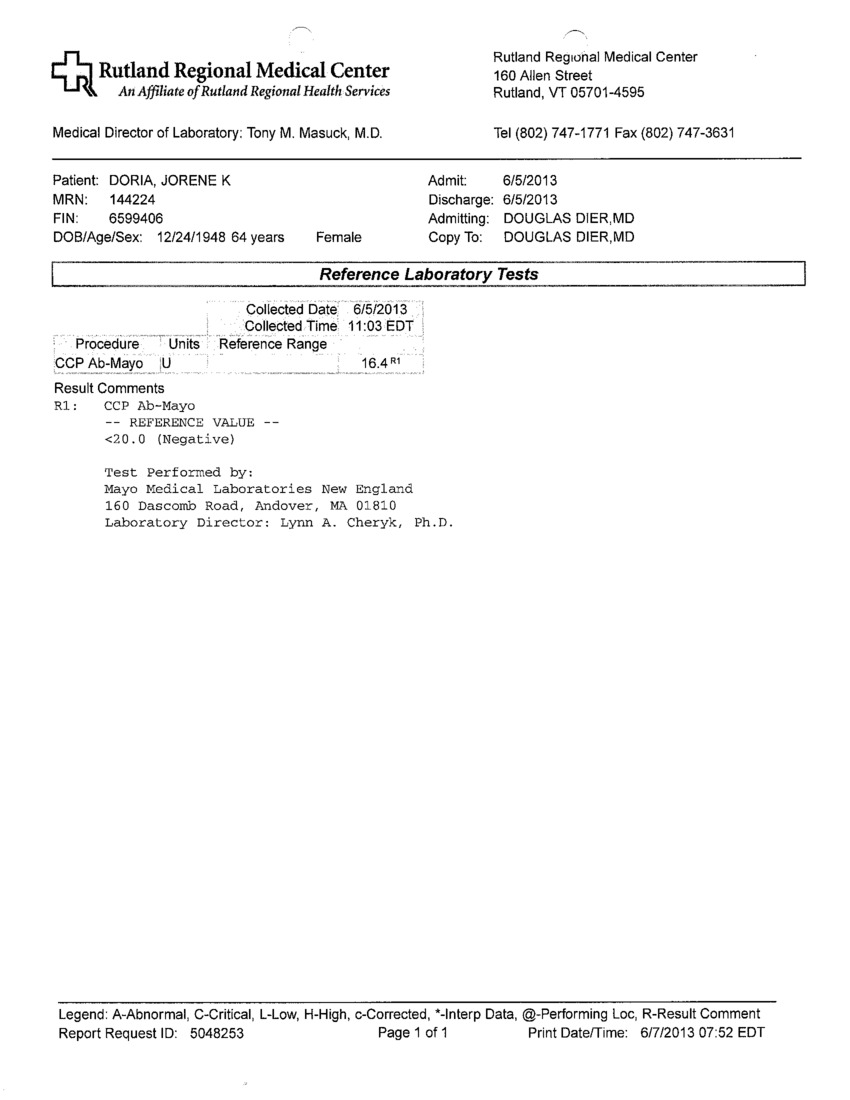 Rutland Regional Medical Center
An Affiliate of Rutland Regional Health Services
Rutland Regional Medical Center
160 Allen Street
Rutland, VT 05701-4595
Medical Director of Laboratory: Tony M. Masuck, M.D.
Tel (802) 747-1771 Fax (802) 747-3631
Patient: DORIA, JORENE K
MRN: 144224
FIN: 6599406
DOB/Age/Sex: 12/24/1948 64 years Female
Admit: 6/5/2013
Discharge: 6/5/2013
Admitting: DOUGLAS DIER,MD
Copy To: DOUGLAS DIER,MD
Reference Laboratory Tests
Collected Date 6/5/2013
Collected Time 11:03 EDT
Procedure Units Reference Range
CCP Ab-Mayo U 16.4 R1
Result Comments
R1: CCP Ab-Mayo
-- REFERENCE VALUE --
<20.0 (Negative)
Test Performed by:
Mayo Medical Laboratories New England
160 Dascomb Road, Andover, MA 01810
Laboratory Director: Lynn A. Cheryk, Ph.D.
Legend: A-Abnormal, C-Critical, L-Low, H-High, c-Corrected, *-Interp Data, @-Performing Loc, R-Result Comment
Report Request ID: 5048253 Page 1 of 1 Print Date/Time: 6/7/2013 07:52 EDT